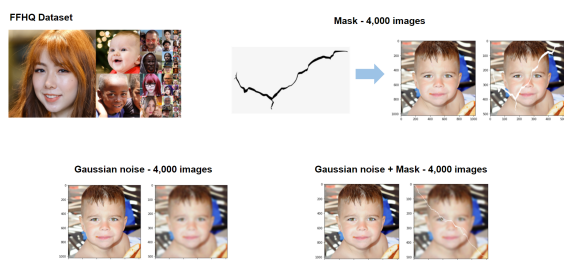 FFHQ Dataset
Mask - 4,000 images
Gaussian noise - 4,000 images
Gaussian noise + Mask - 4,000 images